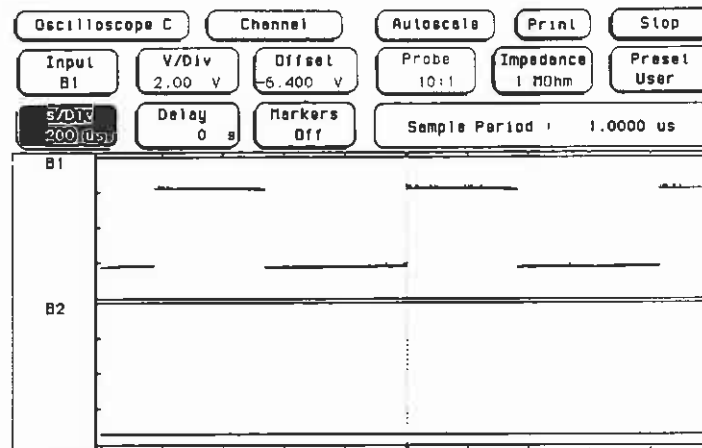 Oscilloscope C Channel Autoscale Print Stop
Input V/Div Offset Probe Impedance Preset
B1 2.00 V -6.400 V 10:1 1 MOhm User
s/Div Delay Markers Sample Period : 1.0000 us
200 us 0 s Off
B1
B2